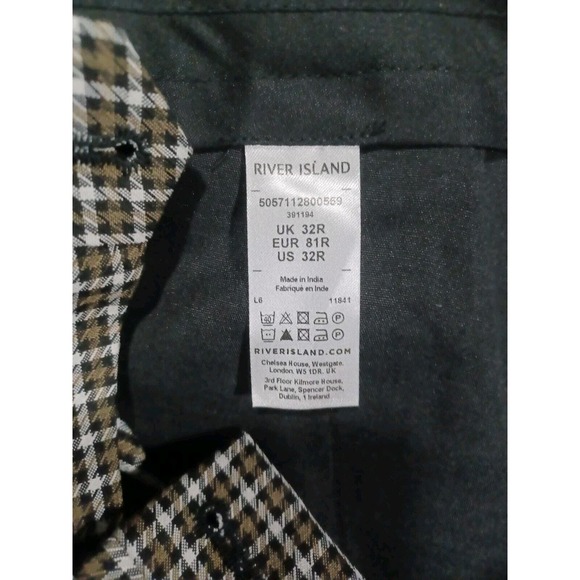 RIVER ISLAND
5057112800569
391194
UK 32R
EUR 81R
US 32R
Made in India
Fabriqué en Inde
L6 11841
40
RIVERISLAND.COM
Chelsea House, Westgate,
London, W5 1DR. UK
3rd Floor Kilmore House,
Park Lane, Spencer Dock,
Dublin, 1 Ireland